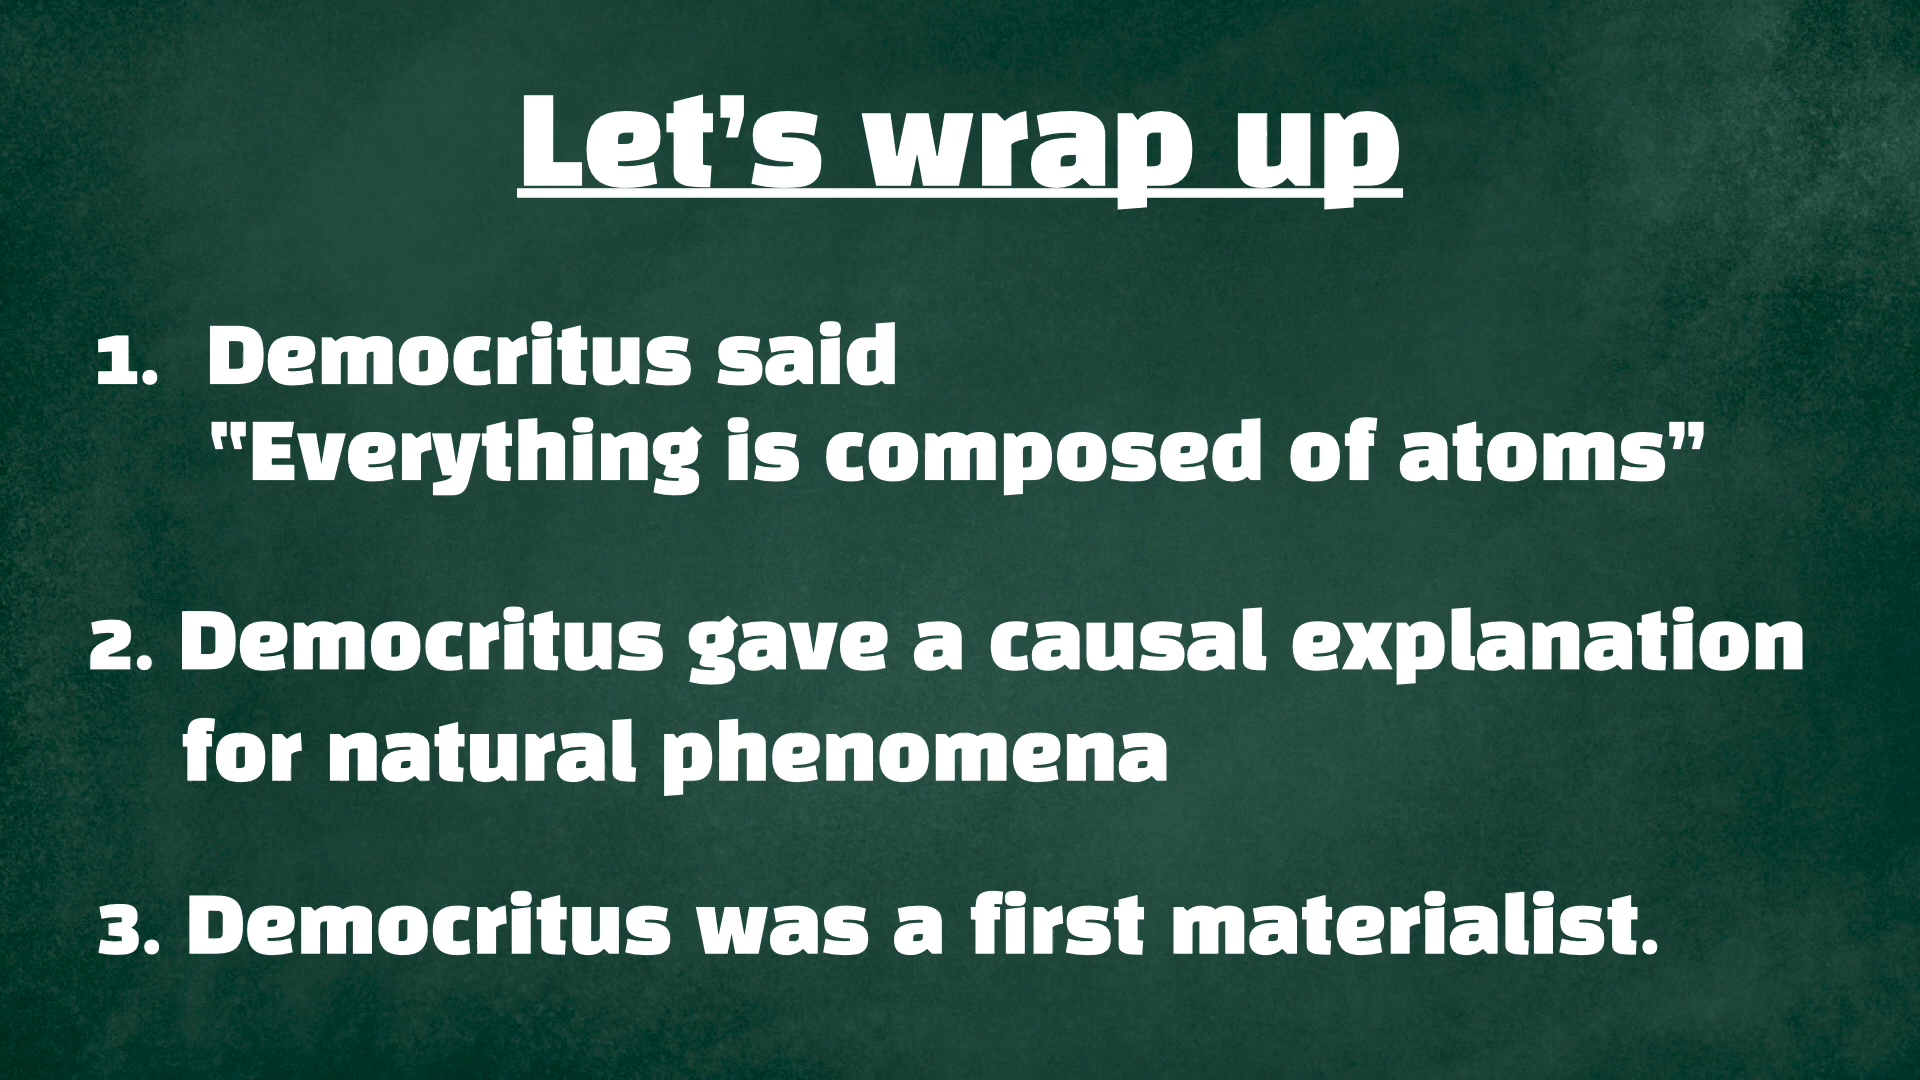 Let’s wrap up
1. Democritus said
“Everything is composed of atoms”
2. Democritus gave a causal explanation
for natural phenomena
3. Democritus was a first materialist.